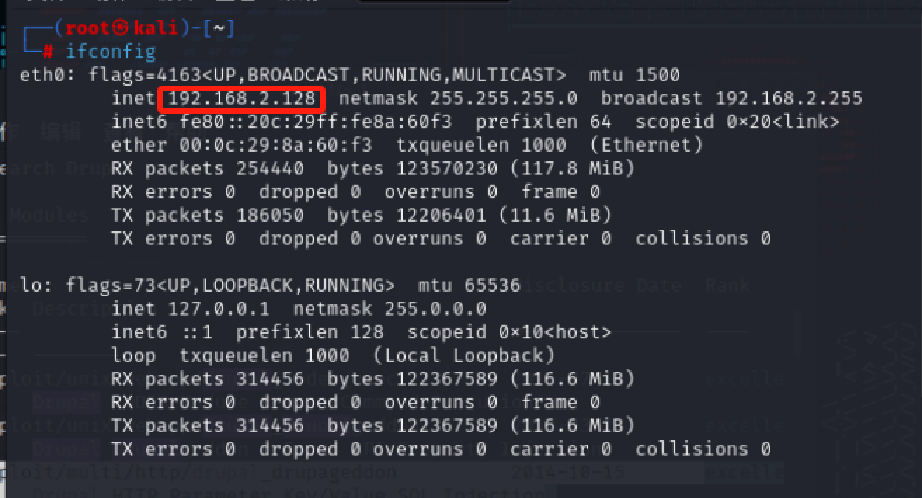 ┌──(root㉿kali)-[~]
└─# ifconfig
eth0: flags=4163<UP,BROADCAST,RUNNING,MULTICAST>  mtu 1500
        inet 192.168.2.128  netmask 255.255.255.0  broadcast 192.168.2.255
        inet6 fe80::20c:29ff:fe8a:60f3  prefixlen 64  scopeid 0×20<link>
        ether 00:0c:29:8a:60:f3  txqueuelen 1000  (Ethernet)
        RX packets 254440  bytes 123570230 (117.8 MiB)
        RX errors 0  dropped 0  overruns 0  frame 0
        TX packets 186050  bytes 12206401 (11.6 MiB)
        TX errors 0  dropped 0 overruns 0  carrier 0  collisions 0
lo: flags=73<UP,LOOPBACK,RUNNING>  mtu 65536
        inet 127.0.0.1  netmask 255.0.0.0
        inet6 ::1  prefixlen 128  scopeid 0×10<host>
        loop  txqueuelen 1000  (Local Loopback)
        RX packets 314456  bytes 122367589 (116.6 MiB)
        RX errors 0  dropped 0  overruns 0  frame 0
        TX packets 314456  bytes 122367589 (116.6 MiB)
        TX errors 0  dropped 0 overruns 0  carrier 0  collisions 0